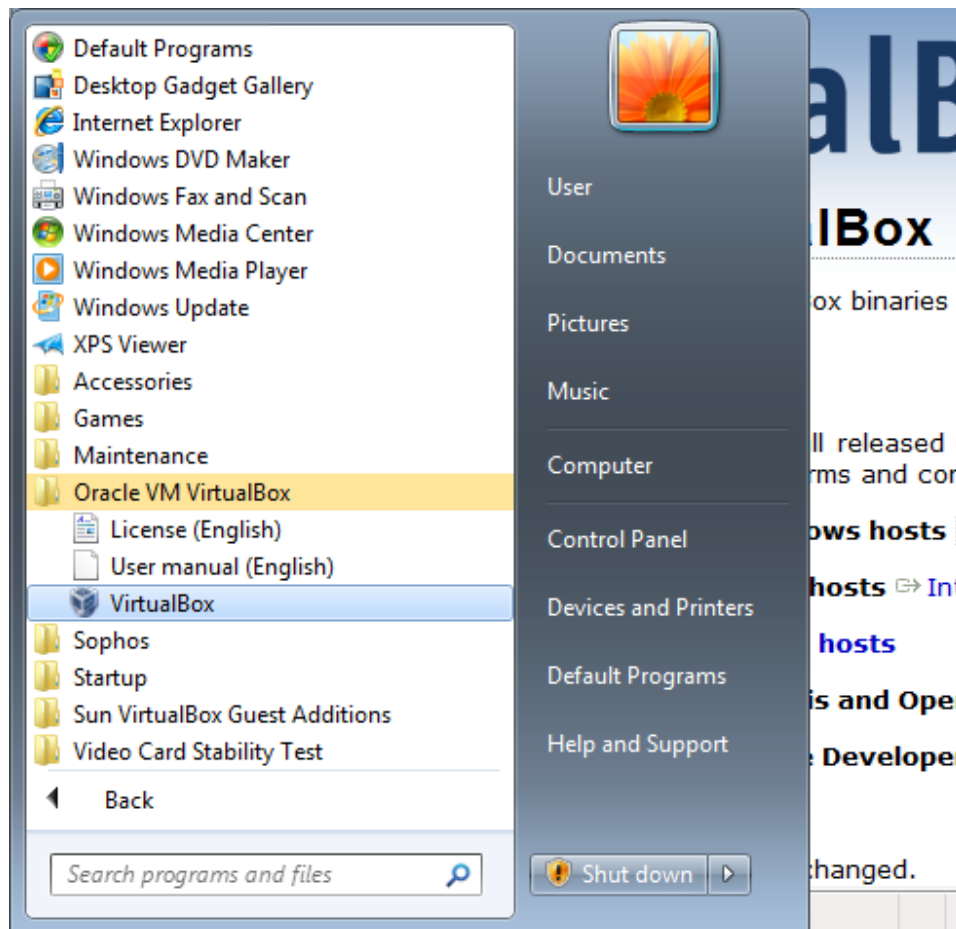 Default Programs
Desktop Gadget Gallery
Internet Explorer
Windows DVD Maker
Windows Fax and Scan
Windows Media Center
Windows Media Player
Windows Update
XPS Viewer
Accessories
Games
Maintenance
Oracle VM VirtualBox
License (English)
User manual (English)
VirtualBox
Sophos
Startup
Sun VirtualBox Guest Additions
Video Card Stability Test
Back
Search programs and files
User
Documents
Pictures
Music
Computer
Control Panel
Devices and Printers
Default Programs
Help and Support
Shut down
alB
lBox
ox binaries
ll released
rms and con
ows hosts
hosts Int
hosts
is and Ope
Develope
hanged.